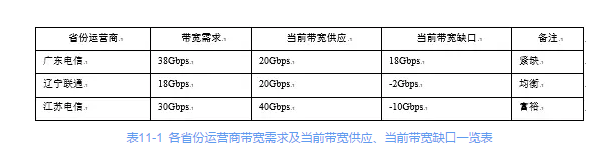 省份运营商 带宽需求 当前带宽供应 当前带宽缺口 备注
广东电信 38Gbps 20Gbps 18Gbps 紧缺
辽宁联通 18Gbps 20Gbps -2Gbps 均衡
江苏电信 30Gbps 40Gbps -10Gbps 富裕
表11-1 各省份运营商带宽需求及当前带宽供应、当前带宽缺口一览表